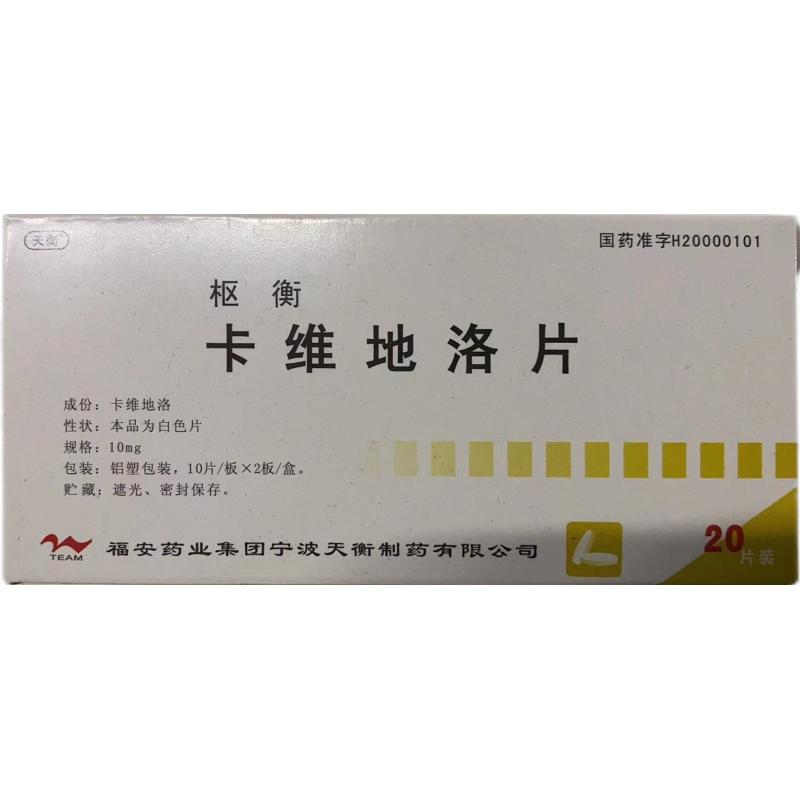 天衡
国药准字H20000101
枢衡
卡维地洛片
成份：卡维地洛
性状：本品为白色片
规格：10mg
包装：铝塑包装，10片/板×2板/盒。
贮藏：遮光、密封保存。
TEAM
福安药业集团宁波天衡制药有限公司
20片装